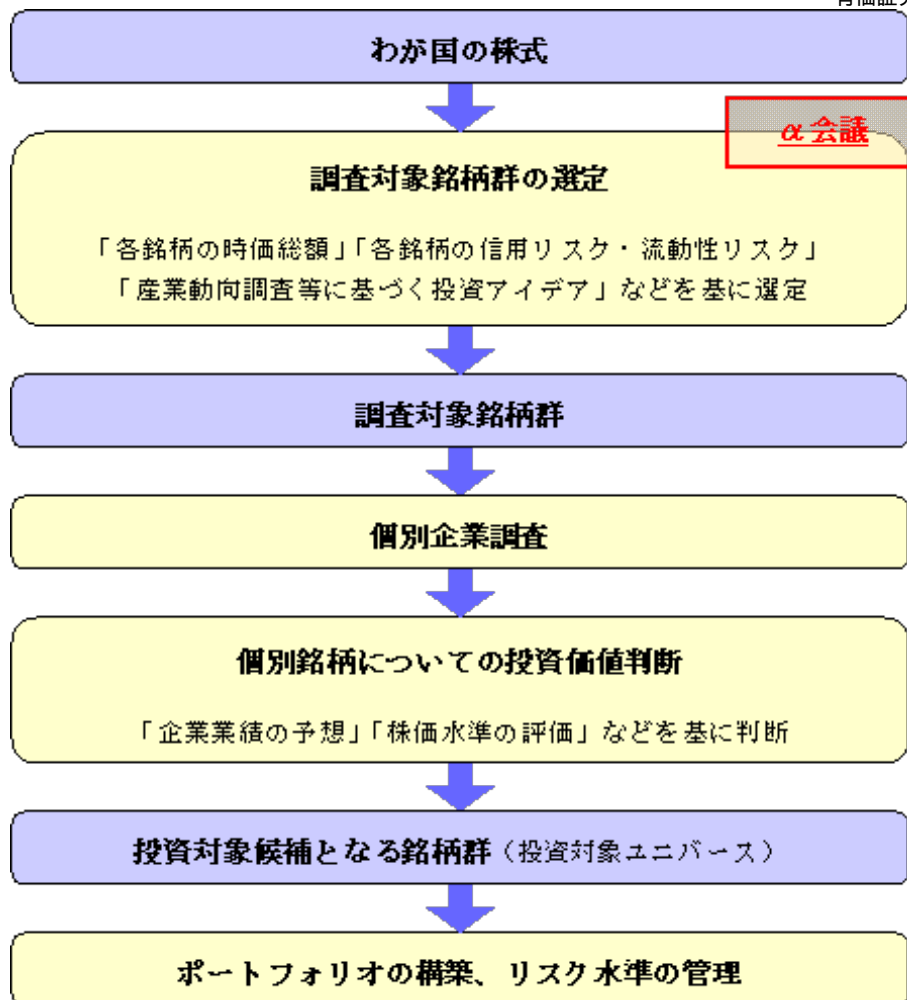 わが国の株式
α会議
調査対象銘柄群の選定
「各銘柄の時価総額」「各銘柄の信用リスク・流動性リスク」
「産業動向調査等に基づく投資アイデア」などを基に選定
調査対象銘柄群
個別企業調査
個別銘柄についての投資価値判断
「企業業績の予想」「株価水準の評価」などを基に判断
投資対象候補となる銘柄群（投資対象ユニバース）
ポートフォリオの構築、リスク水準の管理